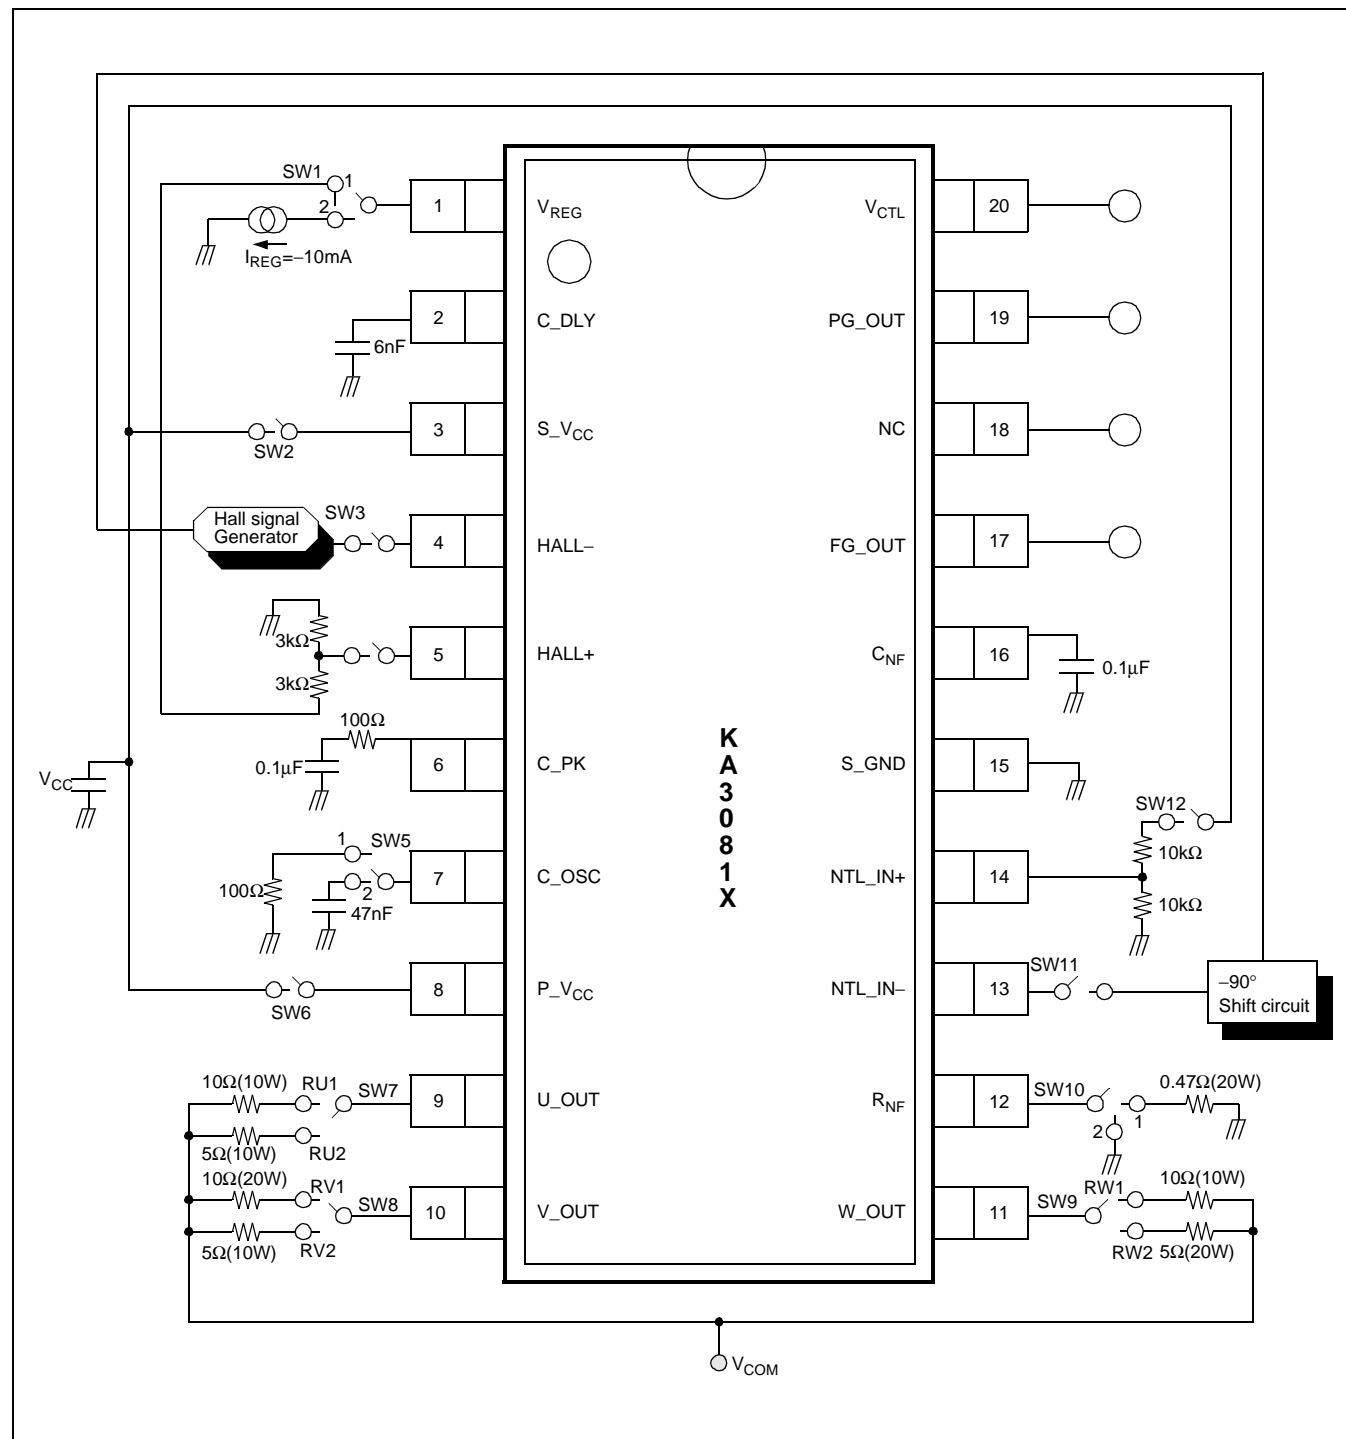 SW1
1
2
I_REG=−10mA
1
V_REG
V_CTL
20
2
C_DLY
PG_OUT
19
6nF
3
S_V_CC
NC
18
SW2
Hall signal
Generator
SW3
4
HALL−
FG_OUT
17
3kΩ
5
HALL+
C_NF
16
0.1μF
3kΩ
100Ω
0.1μF
6
C_PK
S_GND
15
V_CC
KA3081X
SW12
10kΩ
1
SW5
100Ω
2
47nF
7
C_OSC
NTL_IN+
14
10kΩ
SW6
8
P_V_CC
NTL_IN−
13
SW11
−90°
Shift circuit
10Ω(10W)
RU1
SW7
9
U_OUT
R_NF
12
SW10
1
2
0.47Ω(20W)
5Ω(10W)
RU2
10Ω(20W)
RV1
SW8
10
V_OUT
W_OUT
11
SW9
RW1
10Ω(10W)
5Ω(10W)
RV2
RW2
5Ω(20W)
V_COM